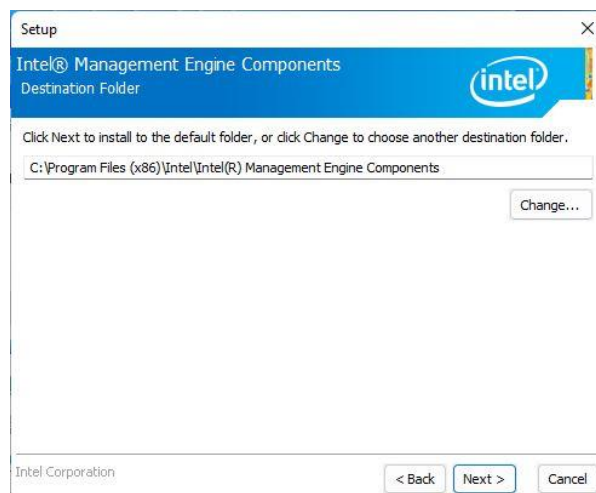 Setup
Intel® Management Engine Components
Destination Folder
intel
Click Next to install to the default folder, or click Change to choose another destination folder.
C:\Program Files (x86)\Intel\Intel(R) Management Engine Components
Change...
Intel Corporation
< Back Next > Cancel